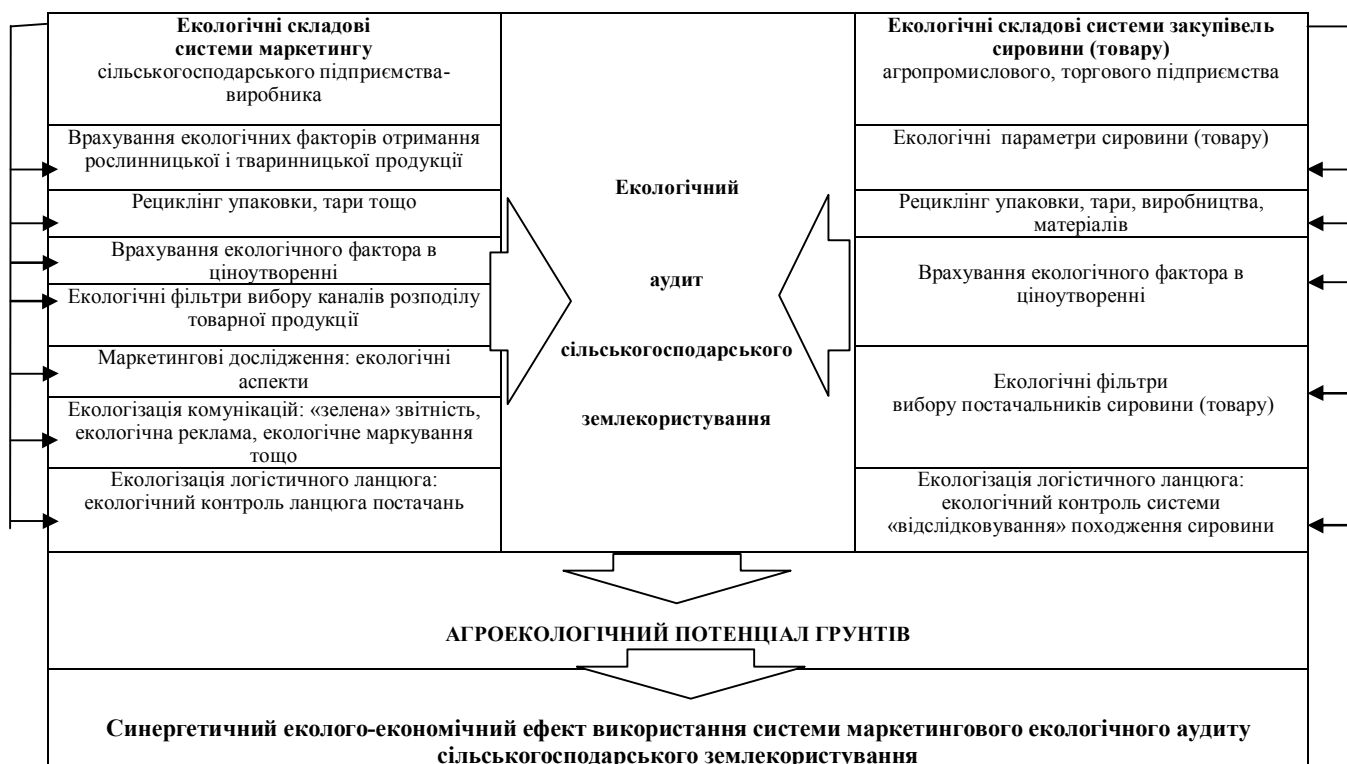 Екологічні складові
системи маркетингу
сільськогосподарського підприємства-
виробника
Врахування екологічних факторів отримання
рослинницької і тваринницької продукції
Рециклінг упаковки, тари тощо
Врахування екологічного фактора в
ціноутворенні
Екологічні фільтри вибору каналів розподілу
товарної продукції
Маркетингові дослідження: екологічні
аспекти
Екологізація комунікацій: «зелена» звітність,
екологічна реклама, екологічне маркування
тощо
Екологізація логістичного ланцюга:
екологічний контроль ланцюга постачань
Екологічний
аудит
сільськогосподарського
землекористування
Екологічні складові системи закупівель
сировини (товару)
агропромислового, торгового підприємства
Екологічні параметри сировини (товару)
Рециклінг упаковки, тари, виробництва,
матеріалів
Врахування екологічного фактора в
ціноутворенні
Екологічні фільтри
вибору постачальників сировини (товару)
Екологізація логістичного ланцюга:
екологічний контроль системи
«відслідковування» походження сировини
АГРОЕКОЛОГІЧНИЙ ПОТЕНЦІАЛ ГРУНТІВ
Синергетичний еколого-економічний ефект використання системи маркетингового екологічного аудиту
сільськогосподарського землекористування